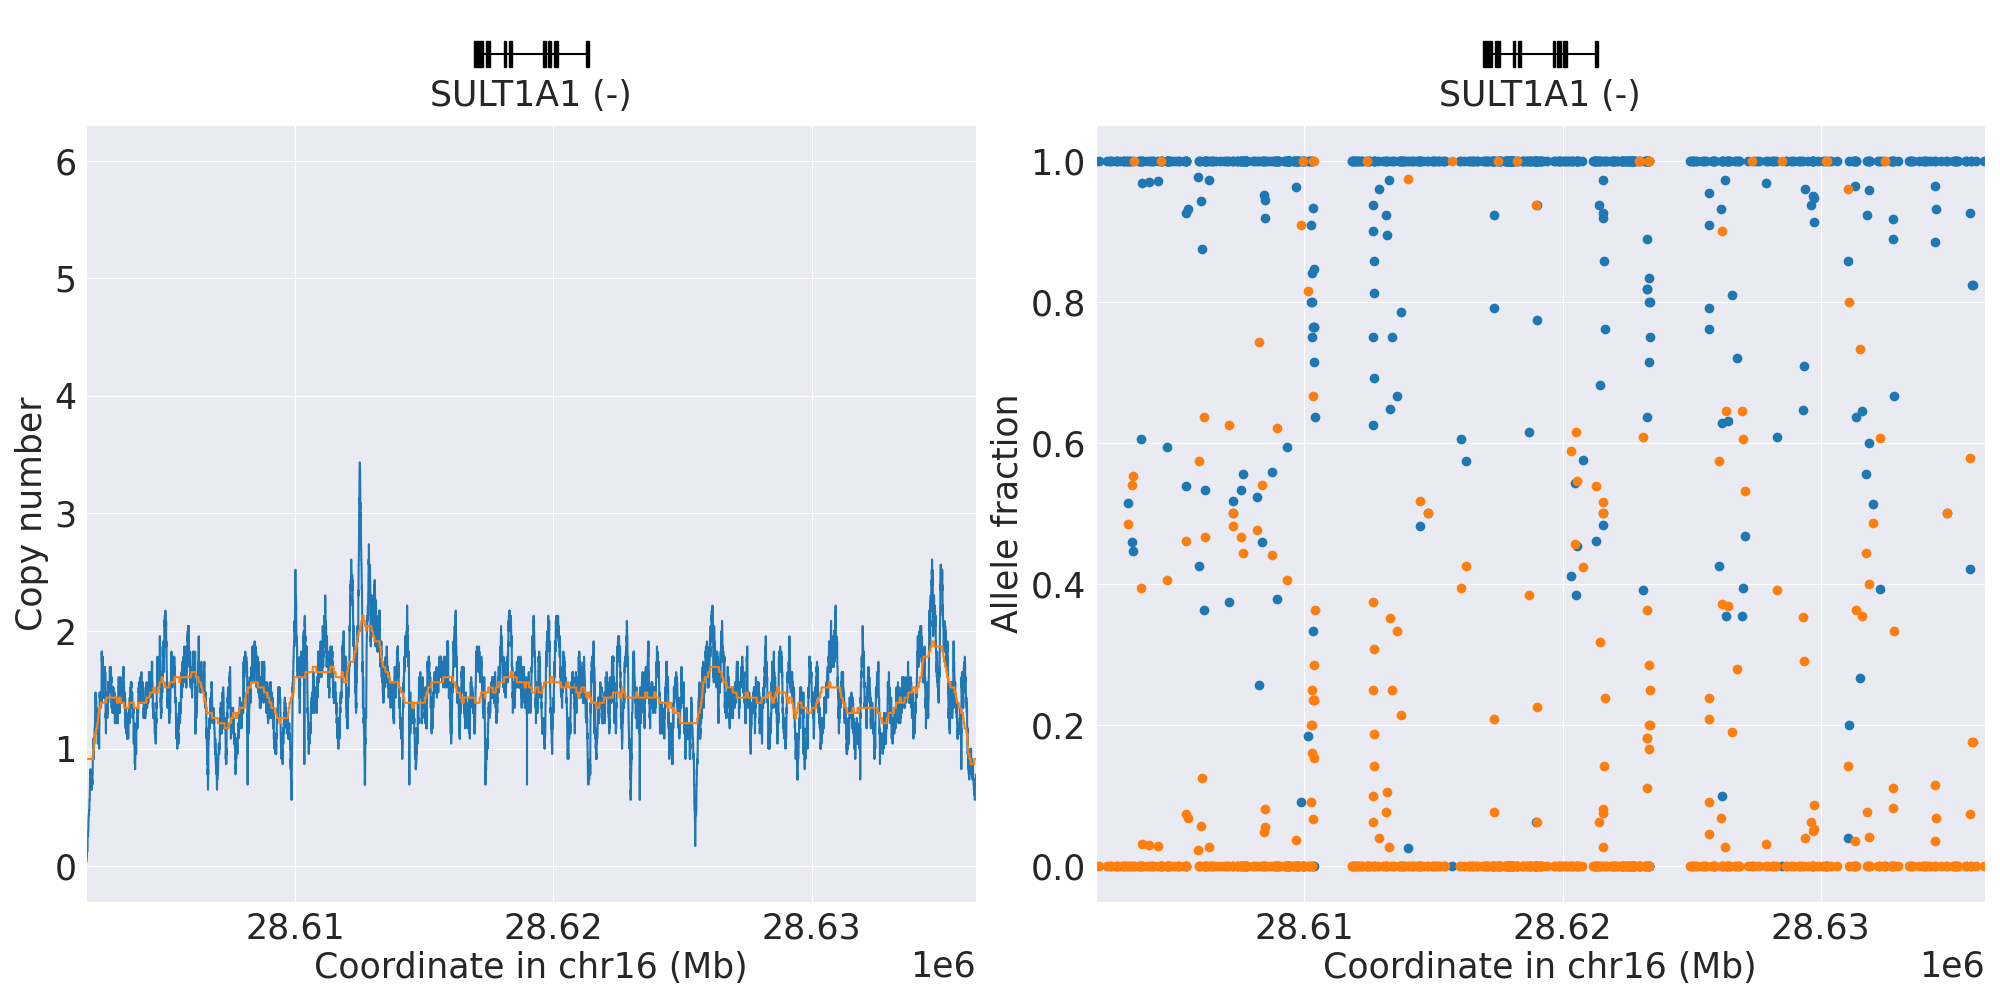 SULT1A1 (-)
6
5
4
3
2
1
0
Copy number
28.61
28.62
28.63
Coordinate in chr16 (Mb)
1e6
SULT1A1 (-)
1.0
0.8
0.6
0.4
0.2
0.0
Allele fraction
28.61
28.62
28.63
Coordinate in chr16 (Mb)
1e6